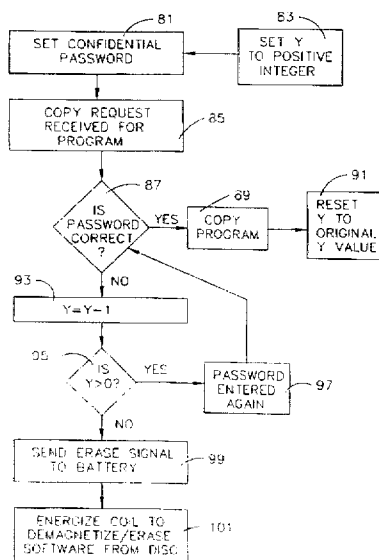 81
83
SET CONFIDENTIAL
PASSWORD
SET Y
TO POSITIVE
INTEGER
COPY REQUEST
RECEIVED FOR
PROGRAM
85
87
IS
PASSWORD
CORRECT
?
YES
89
COPY
PROGRAM
91
RESET
Y TO
ORIGINAL
Y VALUE
NO
93
Y=Y-1
95
IS
Y>0?
YES
PASSWORD
ENTERED
AGAIN
97
NO
SEND ERASE SIGNAL
TO BATTERY
99
ENERGIZE COIL TO
DEMAGNETIZE/ERASE
SOFTWARE FROM DISC
101